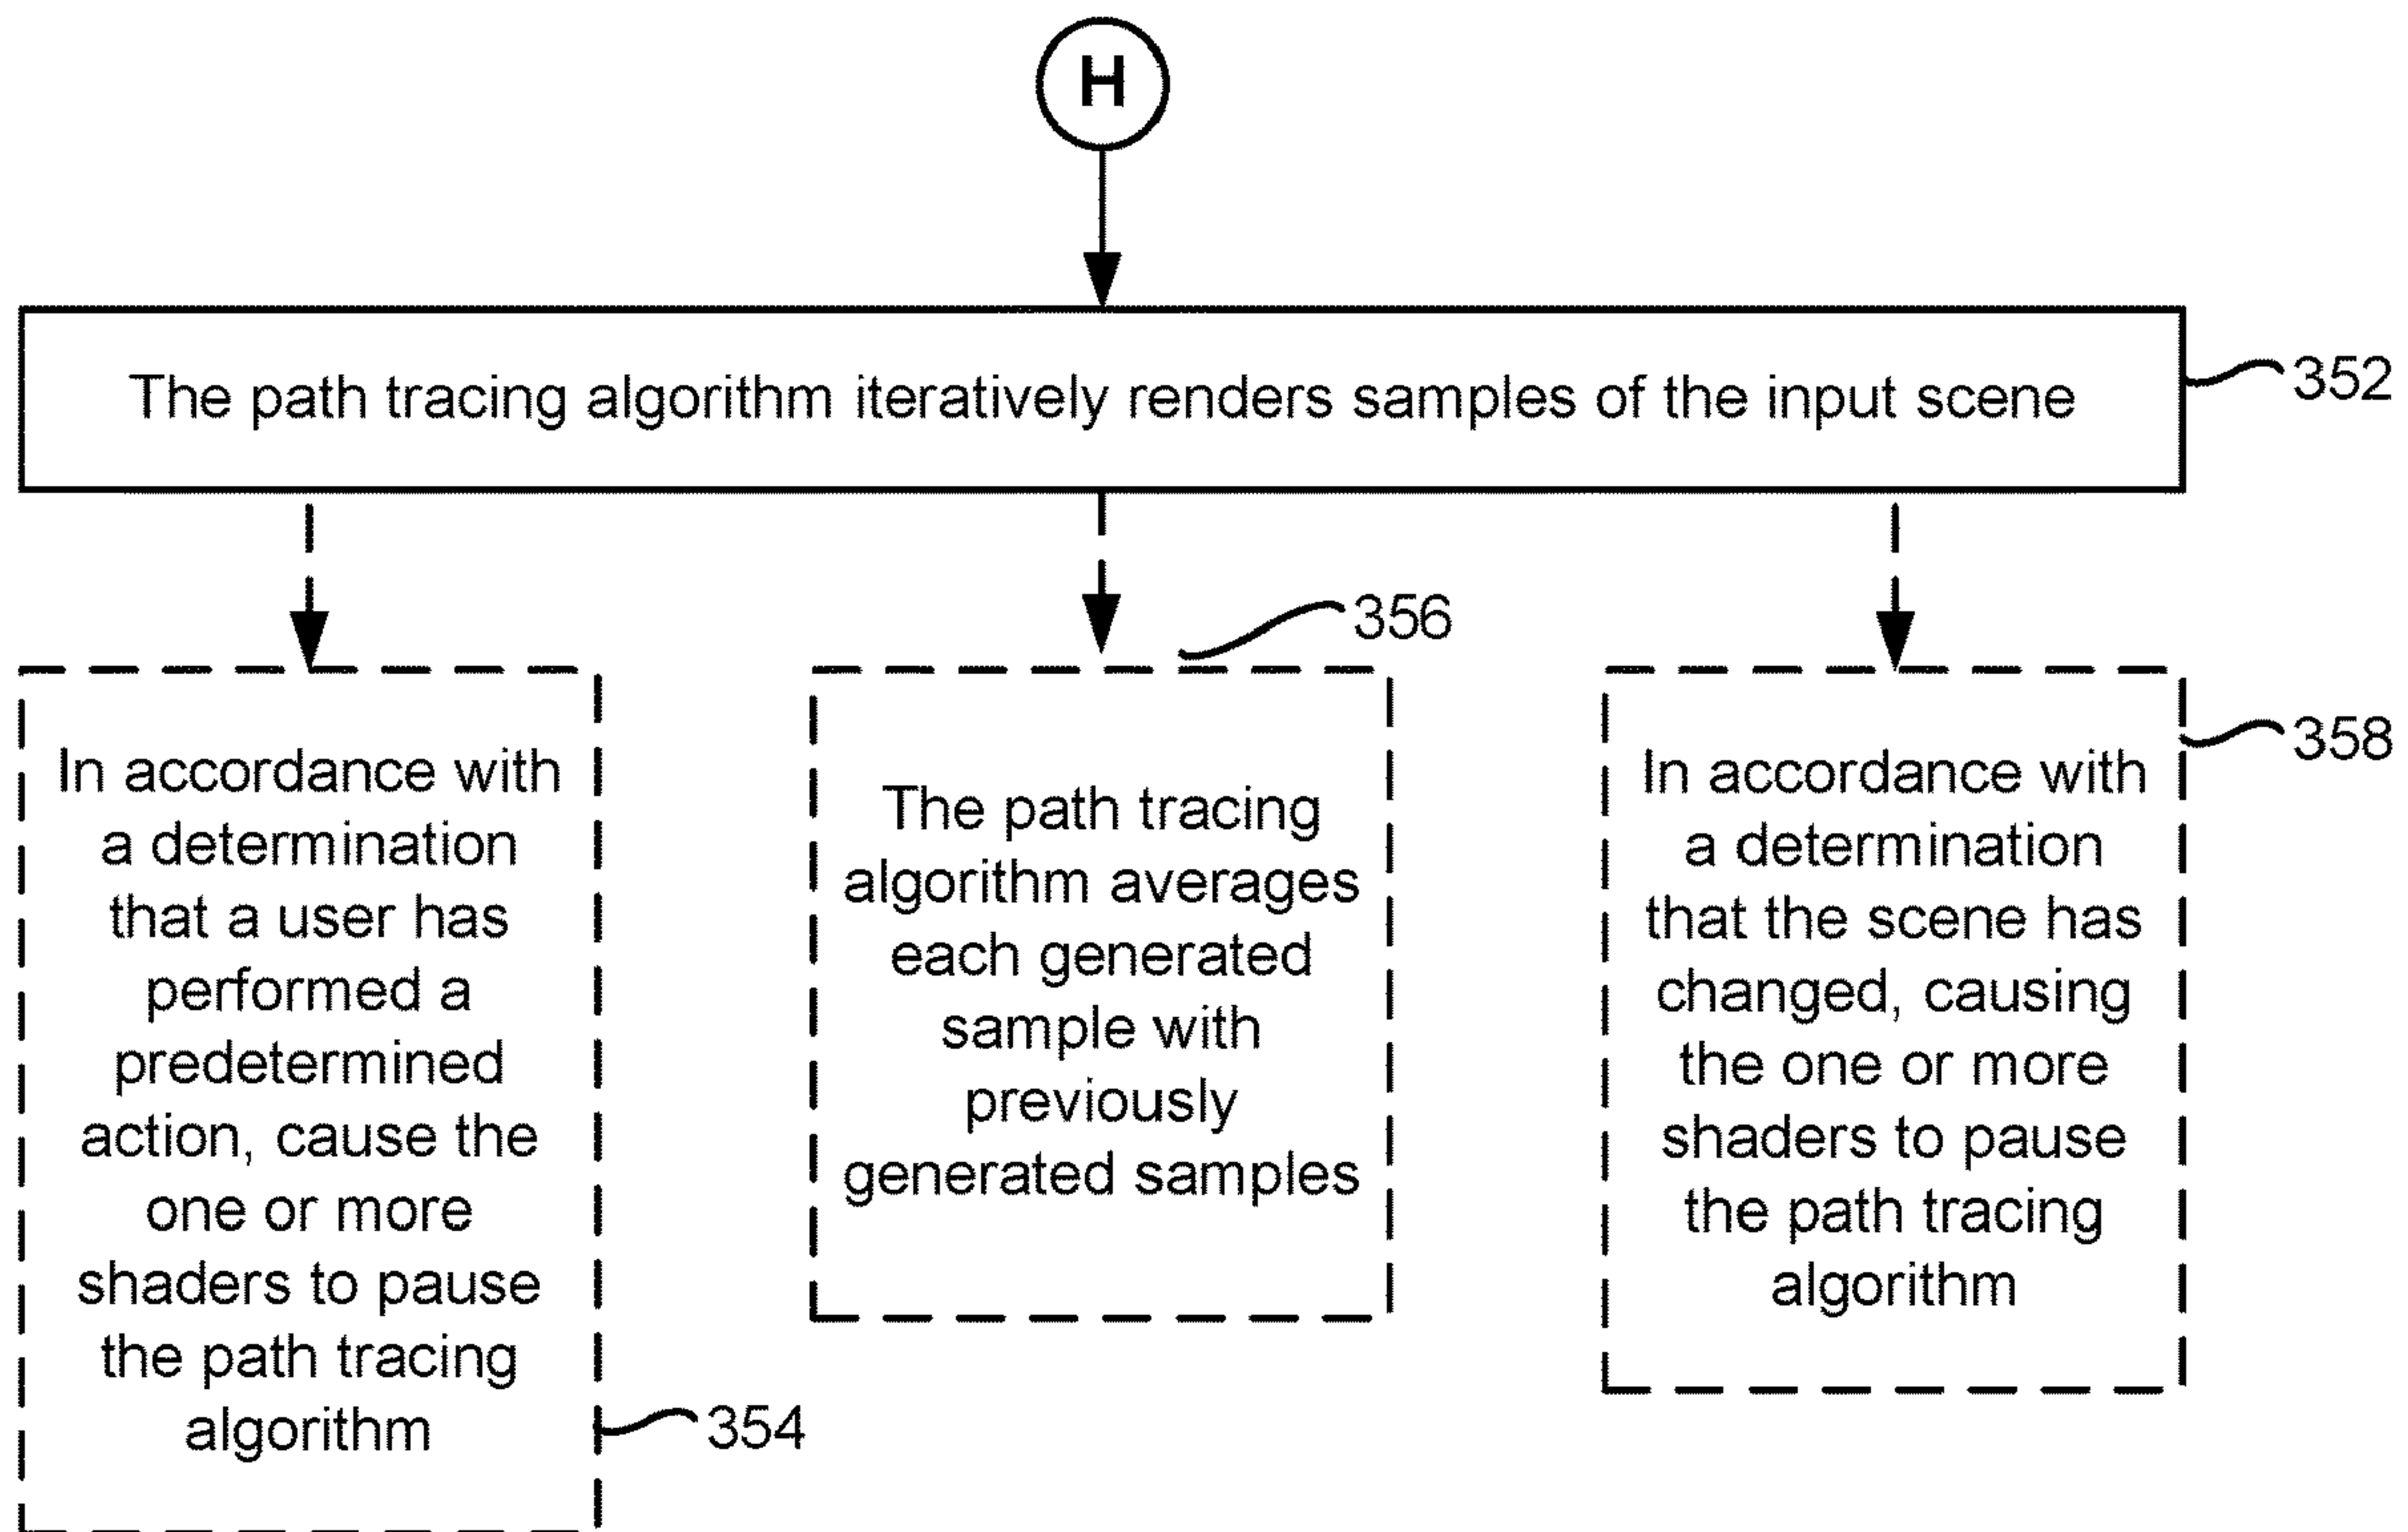 H
The path tracing algorithm iteratively renders samples of the input scene
352
In accordance with
a determination
that a user has
performed a
predetermined
action, cause the
one or more
shaders to pause
the path tracing
algorithm
354
356
The path tracing
algorithm averages
each generated
sample with
previously
generated samples
In accordance with
a determination
that the scene has
changed, causing
the one or more
shaders to pause
the path tracing
algorithm
358